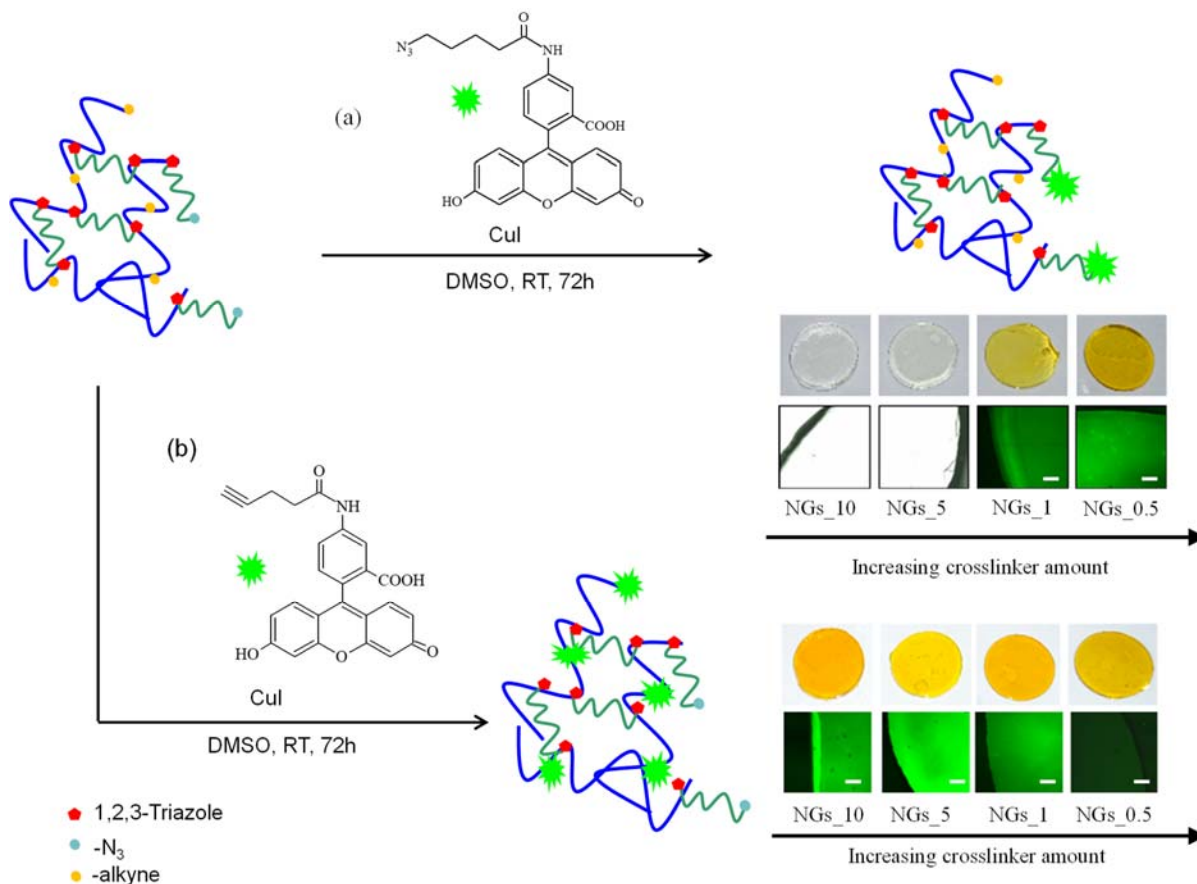 O
N₃
NH
(a)
COOH
HO
O
O
CuI
DMSO, RT, 72h
NGs_10 NGs_5 NGs_1 NGs_0.5
Increasing crosslinker amount
(b)
O
NH
COOH
HO
O
O
CuI
DMSO, RT, 72h
NGs_10 NGs_5 NGs_1 NGs_0.5
Increasing crosslinker amount
1,2,3-Triazole
-N₃
-alkyne